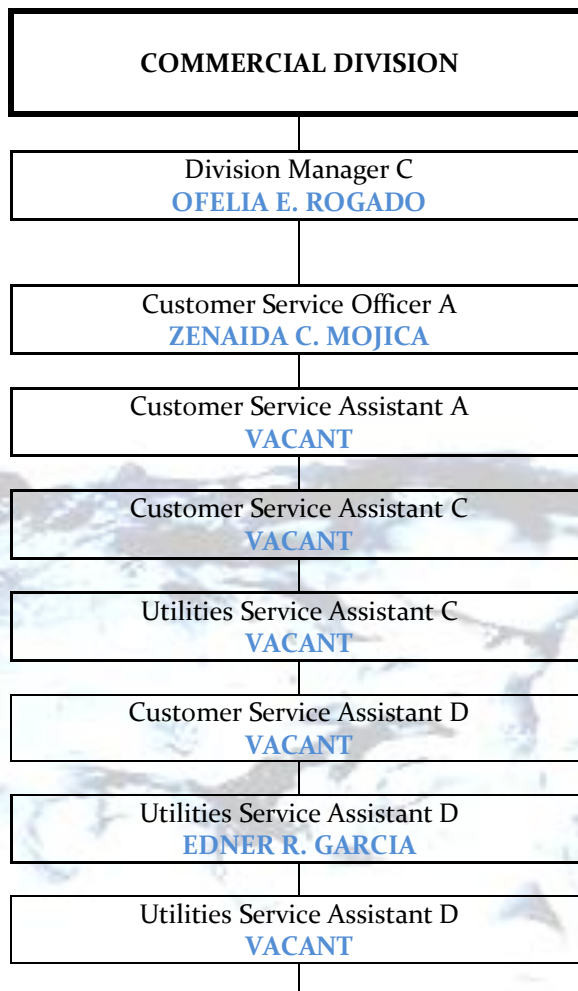 COMMERCIAL DIVISION
Division Manager C
OFELIA E. ROGADO
Customer Service Officer A
ZENAIDA C. MOJICA
Customer Service Assistant A
VACANT
Customer Service Assistant C
VACANT
Utilities Service Assistant C
VACANT
Customer Service Assistant D
VACANT
Utilities Service Assistant D
EDNER R. GARCIA
Utilities Service Assistant D
VACANT